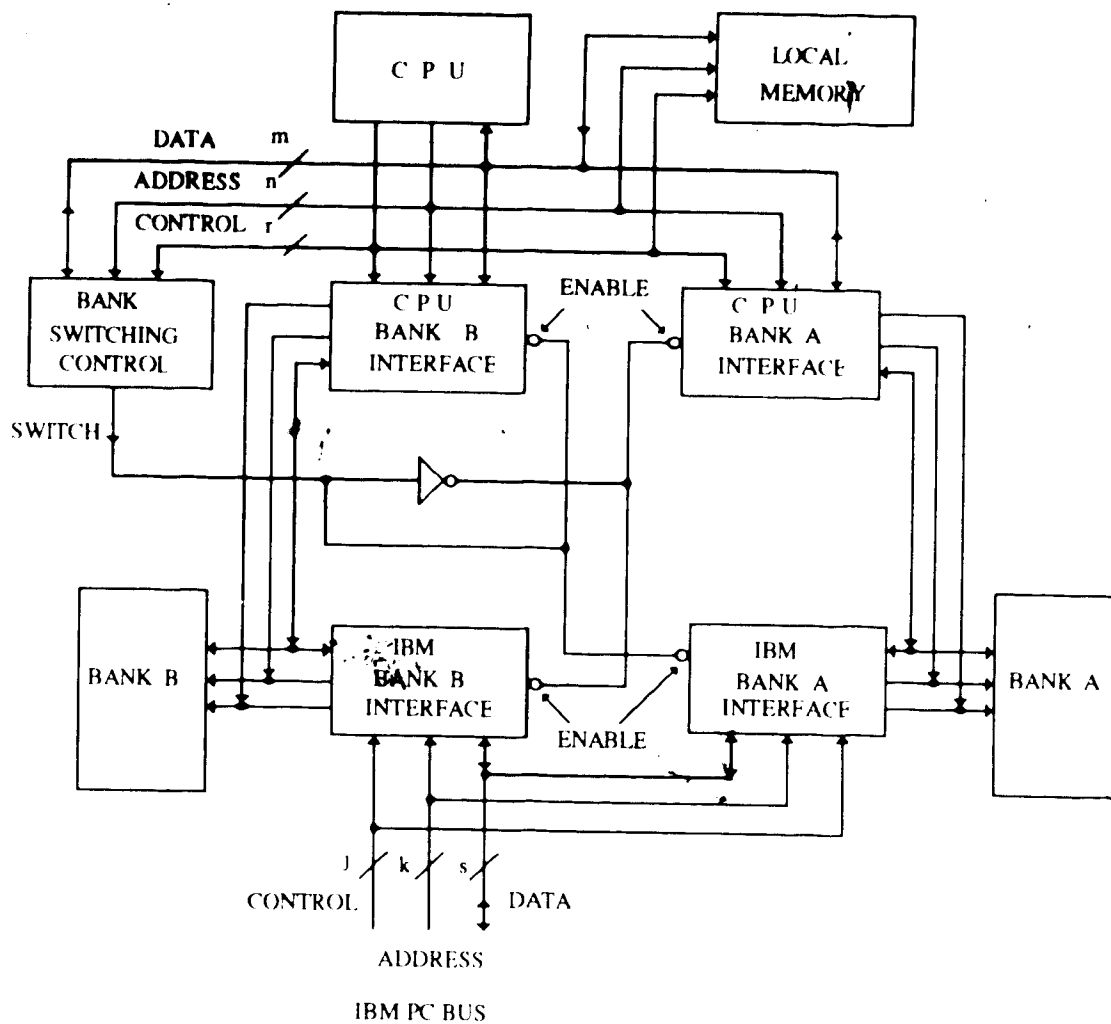 C P U
LOCAL
MEMORY
DATA m
ADDRESS n
CONTROL r
BANK
SWITCHING
CONTROL
C P U
BANK B
INTERFACE
ENABLE
C P U
BANK A
INTERFACE
SWITCH
BANK B
IBM
BANK B
INTERFACE
ENABLE
IBM
BANK A
INTERFACE
BANK A
J k s
CONTROL
DATA
ADDRESS
IBM PC BUS